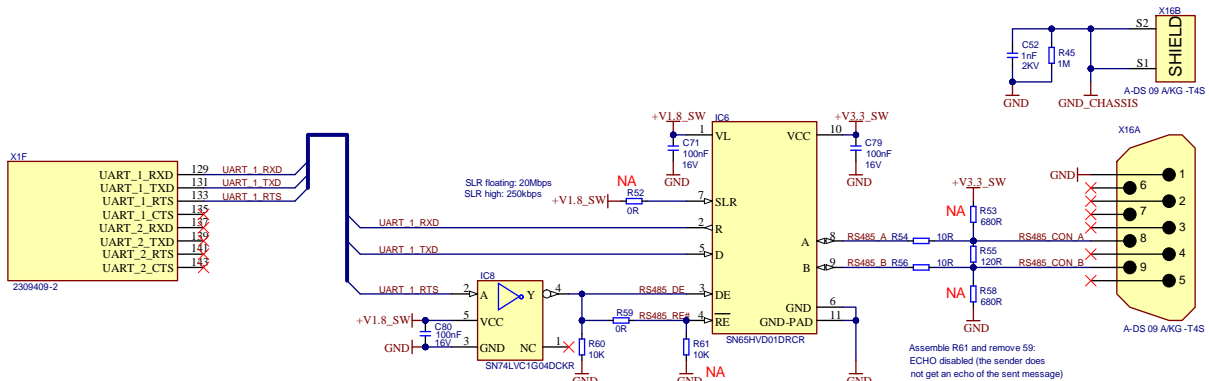 X16B
S2
S1
SHIELD
A-DS 09 A/KG -T4S
C52
1nF
2KV
R45
1M
GND
GND_CHASSIS
X1F
UART_1_RXD
UART_1_TXD
UART_1_RTS
UART_1_CTS
UART_2_RXD
UART_2_TXD
UART_2_RTS
UART_2_CTS
129
131
133
135
137
139
141
143
UART_1_RXD
UART_1_TXD
UART_1_RTS
2309409-2
SLR floating: 20Mbps
SLR high: 250kbps
+V1.8_SW
NA
R52
0R
UART_1_RXD
UART_1_TXD
UART_1_RTS
IC8
2
A
Y
4
5
VCC
3
GND
NC
1
SN74LVC1G04DCKR
+V1.8_SW
C80
100nF
16V
GND
RS485_DE
R59
0R
RS485_RE#
R60
10K
GND
R61
10K
GND
NA
+V1.8_SW
C71
100nF
16V
GND
IC6
1
VL
VCC
10
7
SLR
2
R
5
D
3
DE
4
RE
A
8
B
9
GND
6
GND-PAD
11
SN65HVD01DRCR
GND
+V3.3_SW
C79
100nF
16V
GND
RS485_A
R54
10R
RS485_B
R56
10R
+V3.3_SW
NA
R53
680R
R55
120R
NA
R58
680R
GND
RS485_CON_A
RS485_CON_B
X16A
GND
1
6
2
7
3
8
4
9
5
A-DS 09 A/KG -T4S
Assemble R61 and remove 59:
ECHO disabled (the sender does
not get an echo of the sent message)